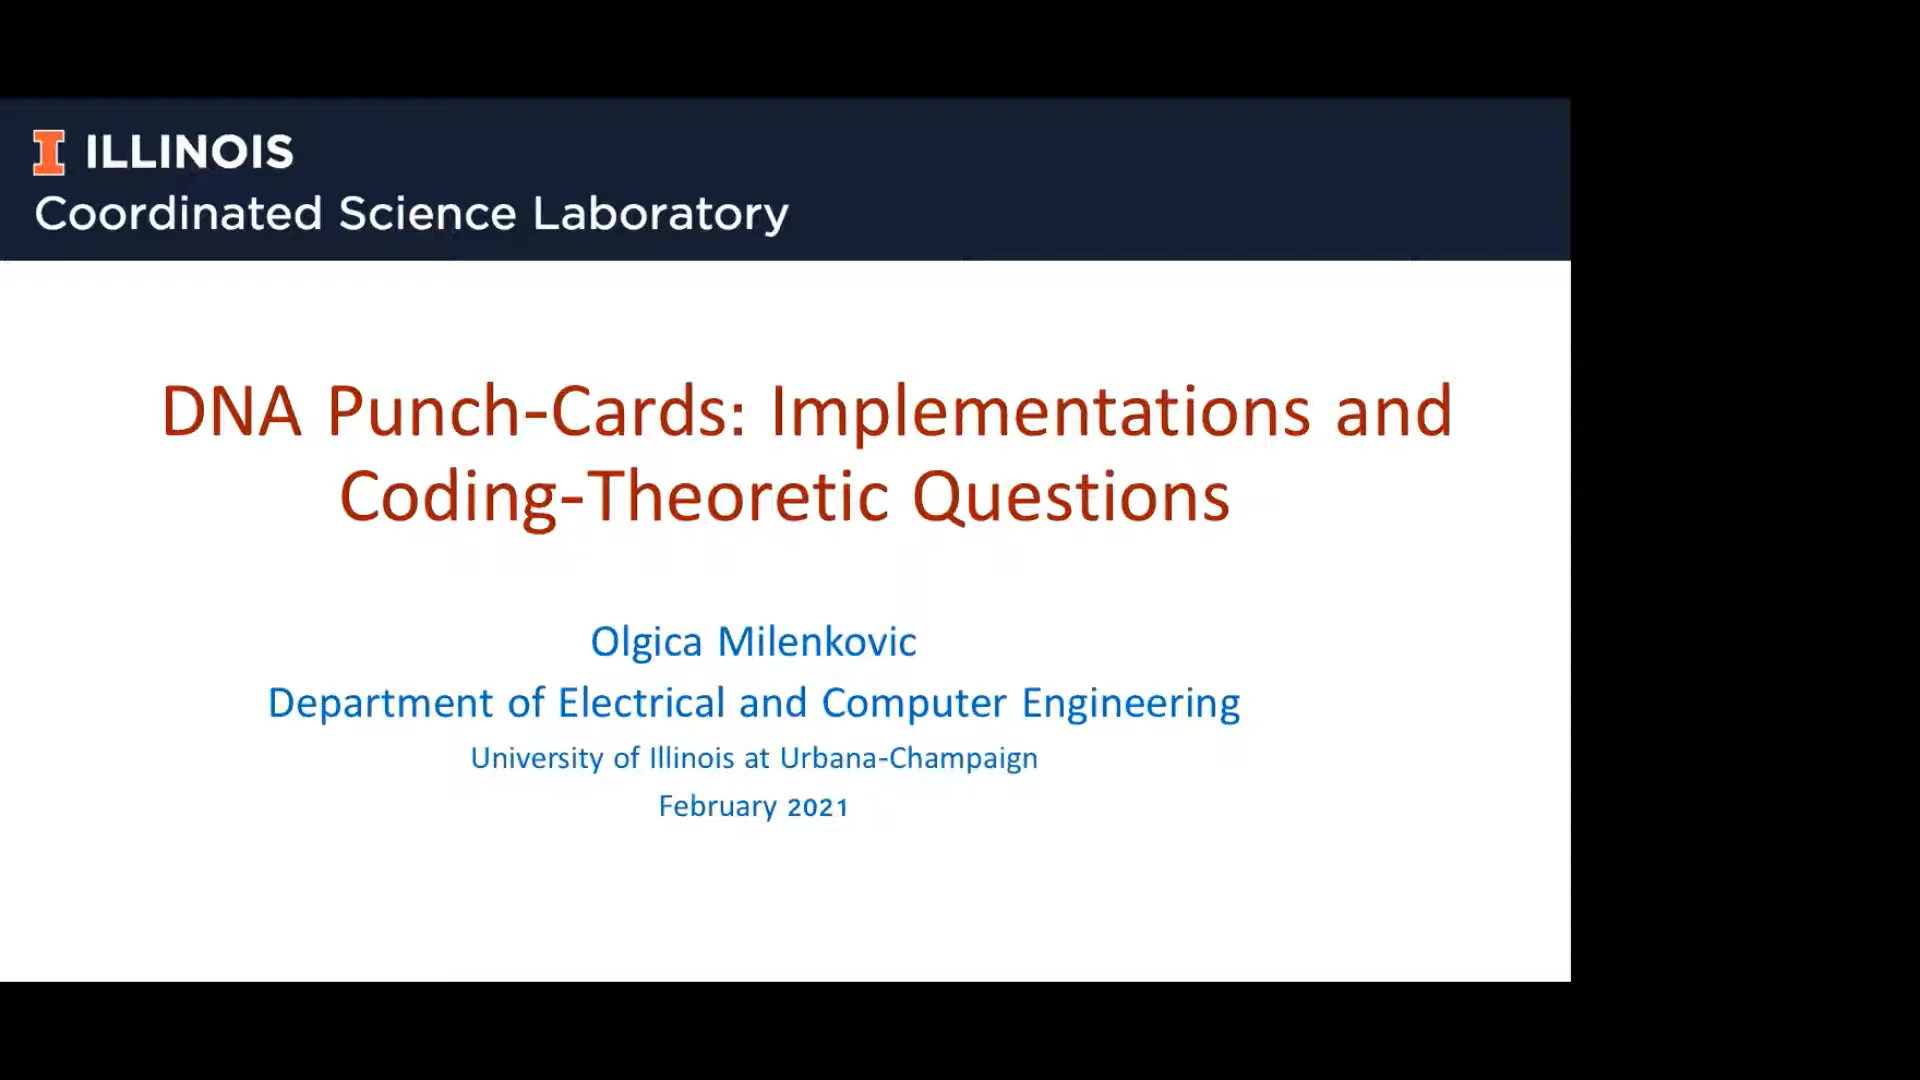 ILLINOIS
Coordinated Science Laboratory
DNA Punch-Cards: Implementations and
Coding-Theoretic Questions
Olgica Milenkovic
Department of Electrical and Computer Engineering
University of Illinois at Urbana-Champaign
February 2021